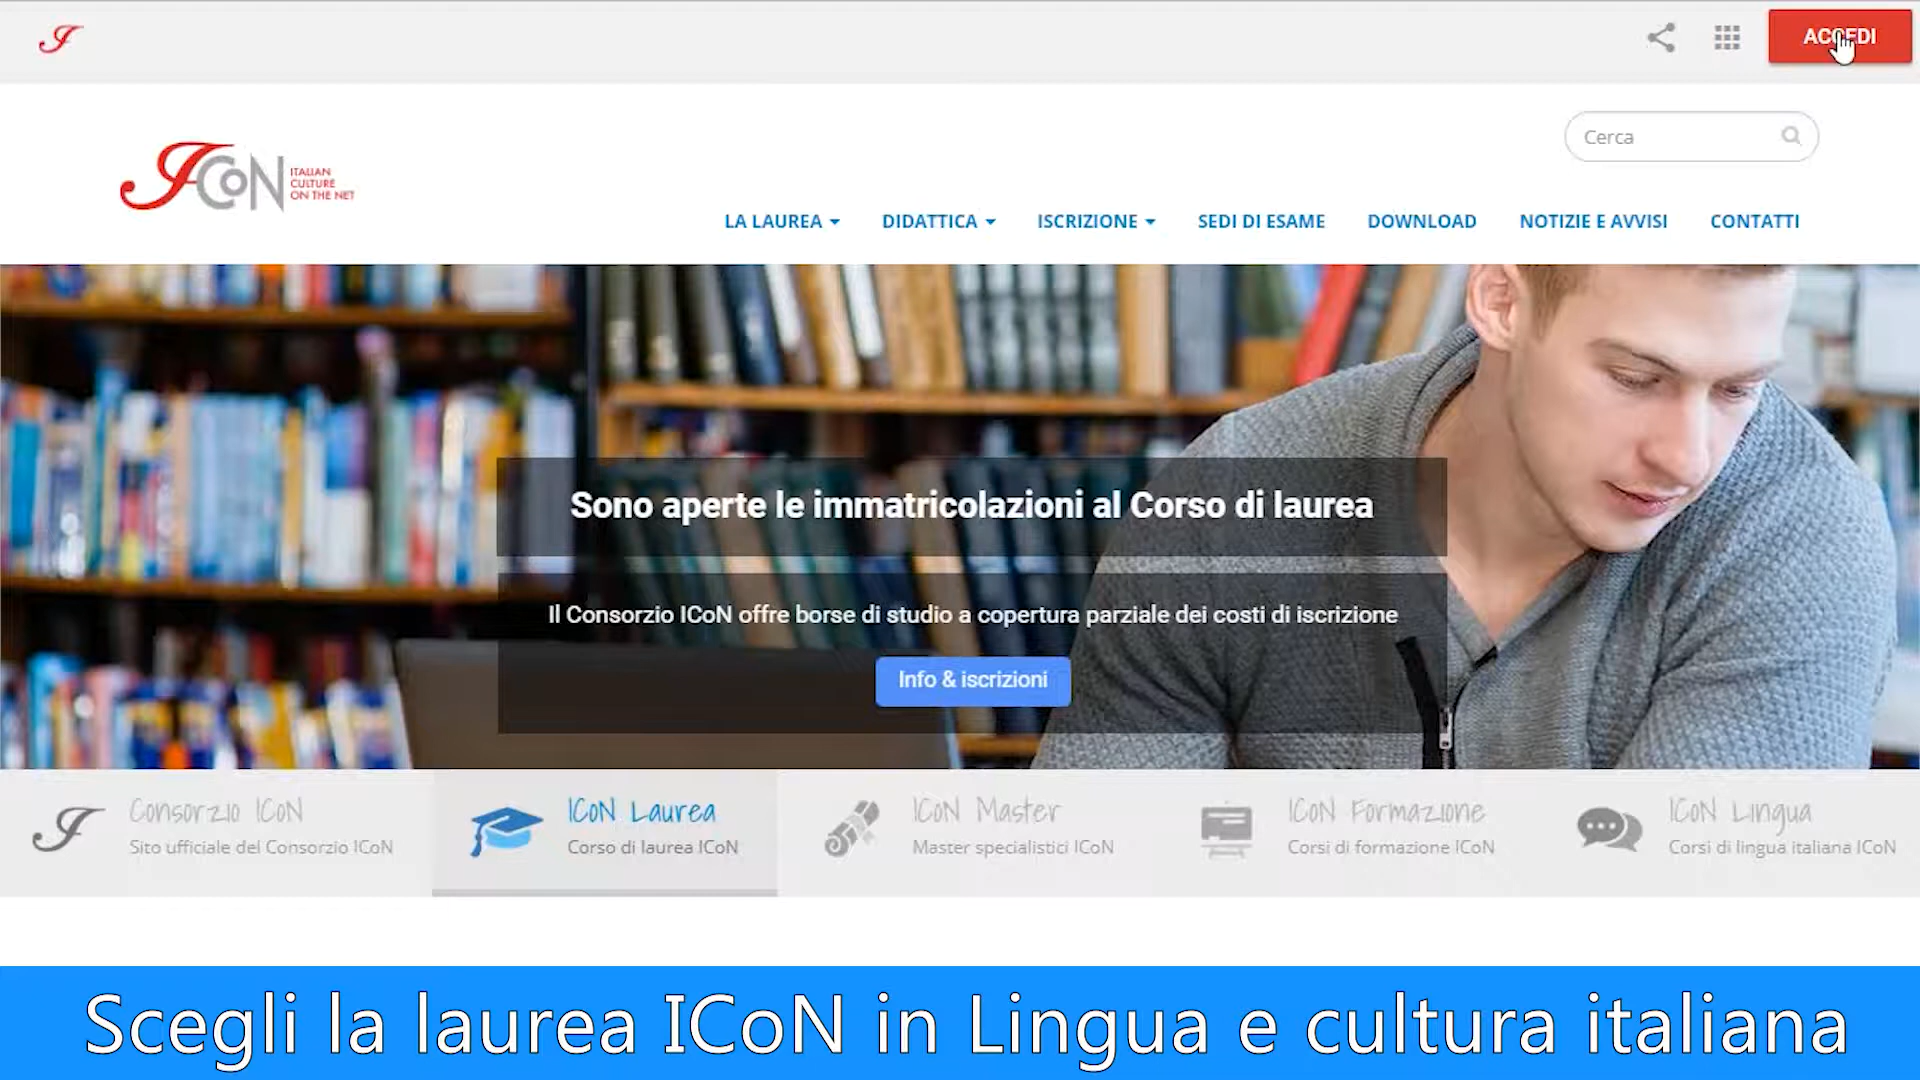 ACCEDI
Cerca
ICoN ITALIAN
CULTURE
ON THE NET
LA LAUREA DIDATTICA ISCRIZIONE SEDI DI ESAME DOWNLOAD NOTIZIE E AVVISI CONTATTI
Sono aperte le immatricolazioni al Corso di laurea
Il Consorzio ICoN offre borse di studio a copertura parziale dei costi di iscrizione
Info & iscrizioni
Consorzio ICoN
Sito ufficiale del Consorzio ICoN
ICoN Laurea
Corso di laurea ICoN
ICoN Master
Master specialistici ICoN
ICoN Formazione
Corsi di formazione ICoN
ICoN Lingua
Corsi di lingua italiana ICoN
Scegli la laurea ICoN in Lingua e cultura italiana